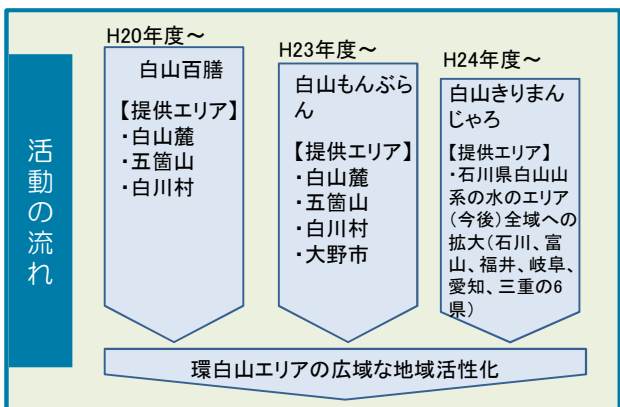 活動の流れ
H20年度～
白山百膳
【提供エリア】
・白山麓
・五箇山
・白川村
H23年度～
白山もんぶら
ん
【提供エリア】
・白山麓
・五箇山
・白川村
・大野市
H24年度～
白山きりまん
じゃろ
【提供エリア】
・石川県白山山
系の水のエリア
(今後)全域への
拡大(石川、富
山、福井、岐阜、
愛知、三重の6
県)
環白山エリアの広域な地域活性化